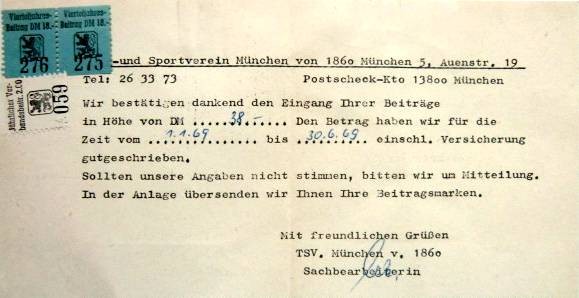 Vierteljahres-
Beitrag DM 18.-
276
Vierteljahres-
Beitrag DM 18.-
275
059
-und Sportverein München von 1860 München 5, Auenstr. 19
Tel: 26 33 73 Postscheck-Kto 13800 München
Wir bestätigen dankend den Eingang Ihrer Beiträge
in Höhe von DM ....38.-.... Den Betrag haben wir für die
Zeit vom ..1.1.69........ bis ..30.6.69.... einschl. Versicherung
gutgeschrieben.
Sollten unsere Angaben nicht stimmen, bitten wir um Mitteilung.
In der Anlage übersenden wir Ihnen Ihre Beitragsmarken.
Mit freundlichen Grüßen
TSV. München v. 1860
Sachbearbeiterin